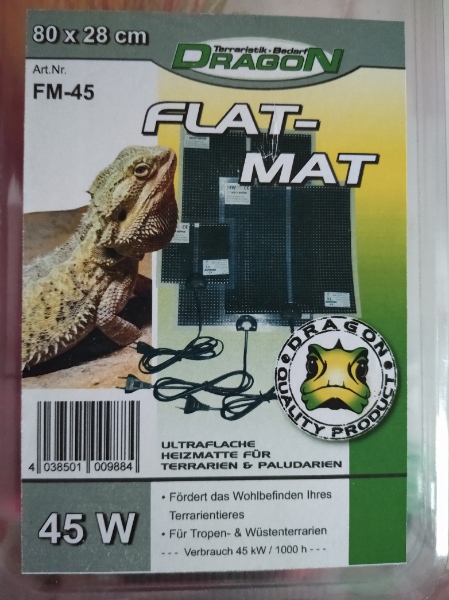 80 x 28 cm
Terraristik - Bedarf
DRAGON
Art.Nr.
FM-45
FLAT-
MAT
DRAGON
QUALITY PRODUCT
4 038501 009884
ULTRAFLACHE
HEIZMATTE FÜR
TERRARIEN & PALUDARIEN
45 W
• Fördert das Wohlbefinden Ihres
Terrarientieres
• Für Tropen- & Wüstenterrarien
--- Verbrauch 45 kW / 1000 h ---